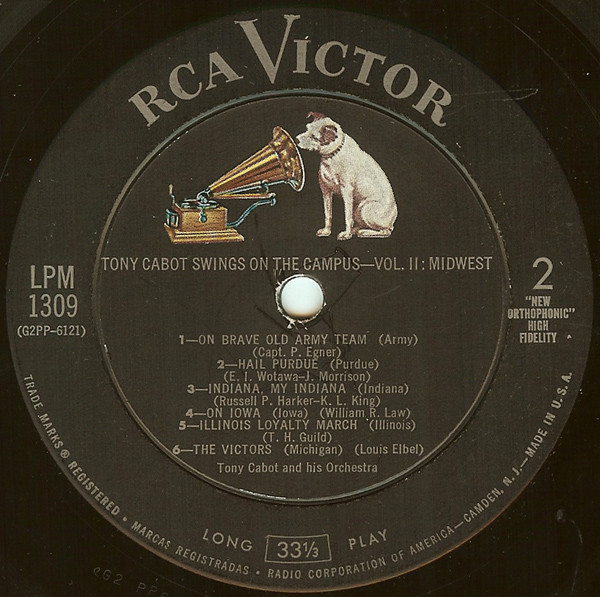 RCA VICTOR
TONY CABOT SWINGS ON THE CAMPUS—VOL. II: MIDWEST
LPM
1309
(G2PP-6121)
2
"NEW
ORTHOPHONIC"
HIGH
FIDELITY
1—ON BRAVE OLD ARMY TEAM (Army)
(Capt. P. Egner)
2—HAIL PURDUE (Purdue)
(E. I. Wotawa-J. Morrison)
3—INDIANA, MY INDIANA (Indiana)
(Russell P. Harker-K. L. King)
4—ON IOWA (Iowa) (William R. Law)
5—ILLINOIS LOYALTY MARCH (Illinois)
(T. H. Guild)
6—THE VICTORS (Michigan) (Louis Elbel)
Tony Cabot and his Orchestra
LONG 33⅓ PLAY
TRADE MARKS ® REGISTERED • MARCAS REGISTRADAS • RADIO CORPORATION OF AMERICA—CAMDEN, N. J.—MADE IN U. S. A.